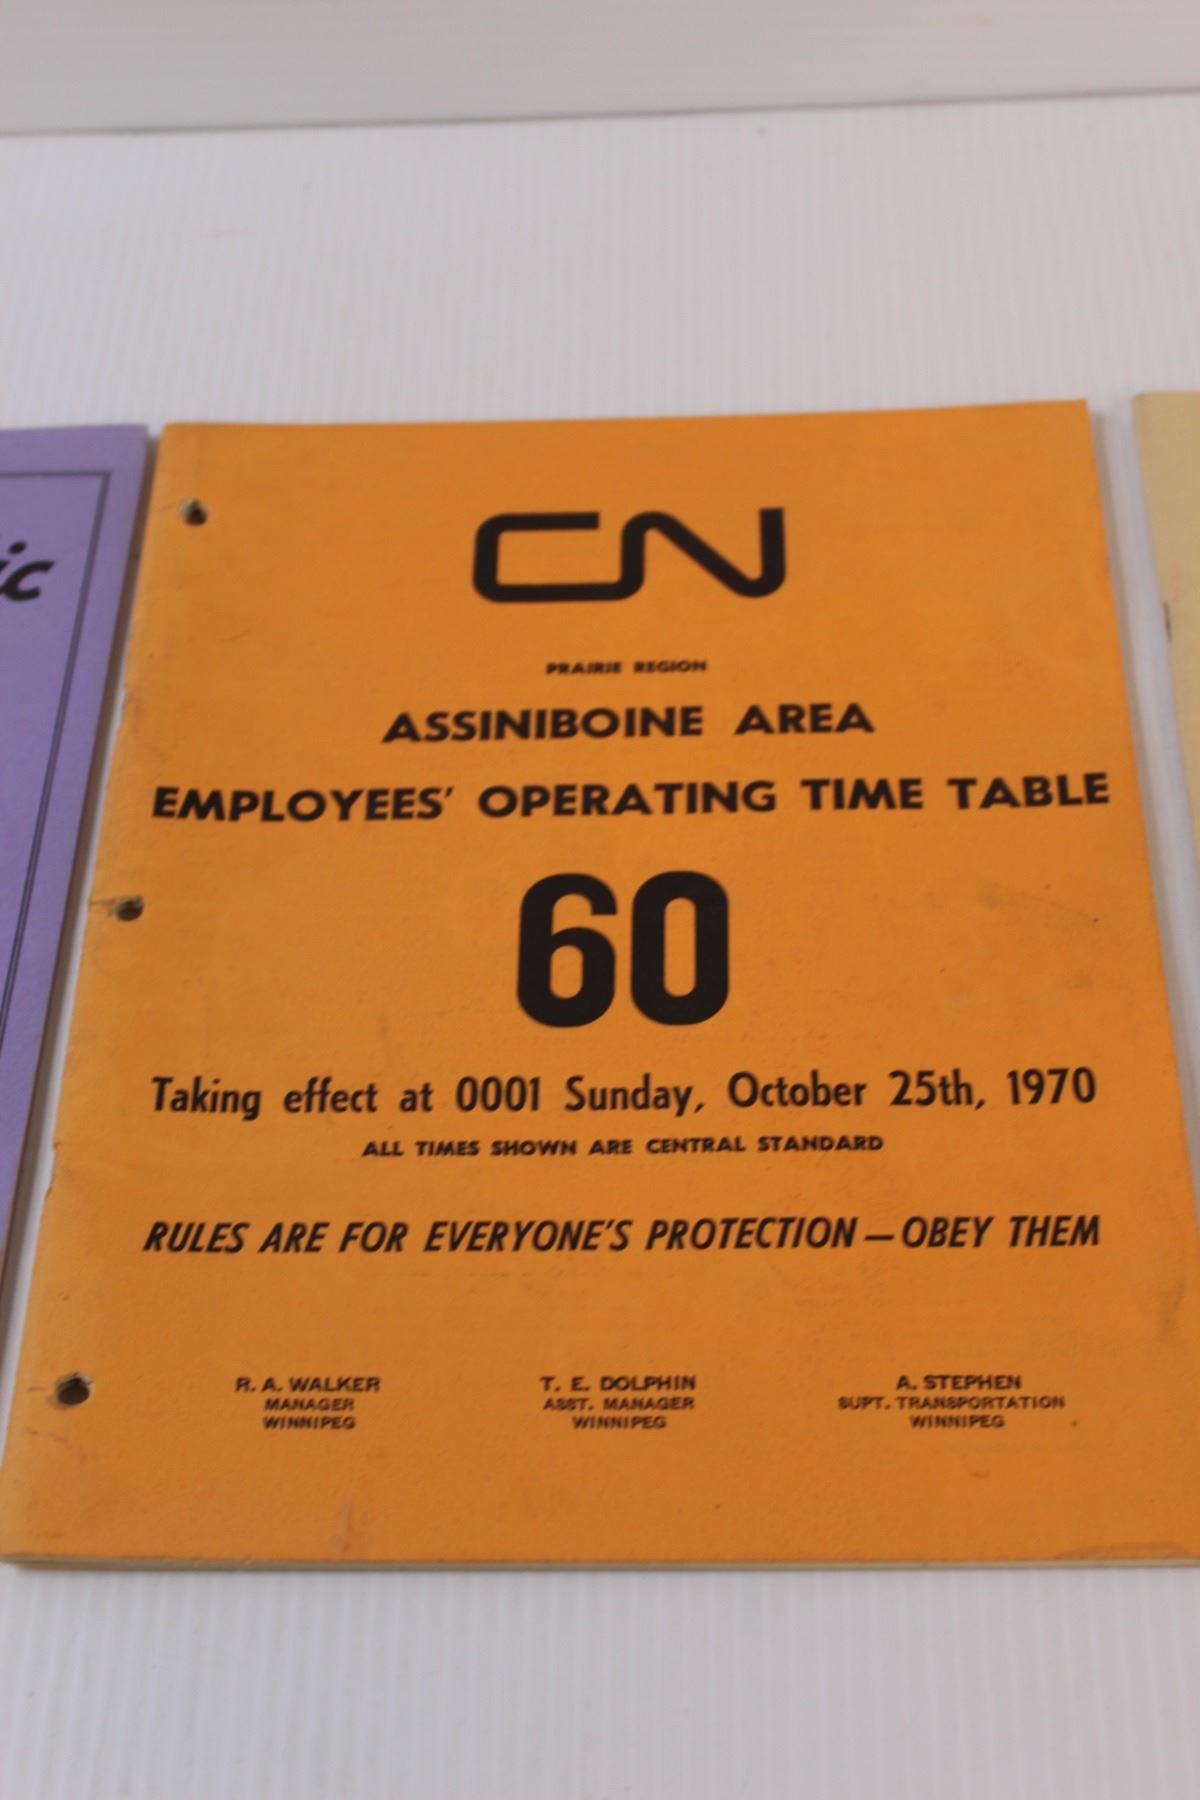 ic
CN
PRAIRIE REGION
ASSINIBOINE AREA
EMPLOYEES' OPERATING TIME TABLE
60
Taking effect at 0001 Sunday, October 25th, 1970
ALL TIMES SHOWN ARE CENTRAL STANDARD
RULES ARE FOR EVERYONE'S PROTECTION — OBEY THEM
R. A. WALKER
MANAGER
WINNIPEG
T. E. DOLPHIN
ASST. MANAGER
WINNIPEG
A. STEPHEN
SUPT. TRANSPORTATION
WINNIPEG